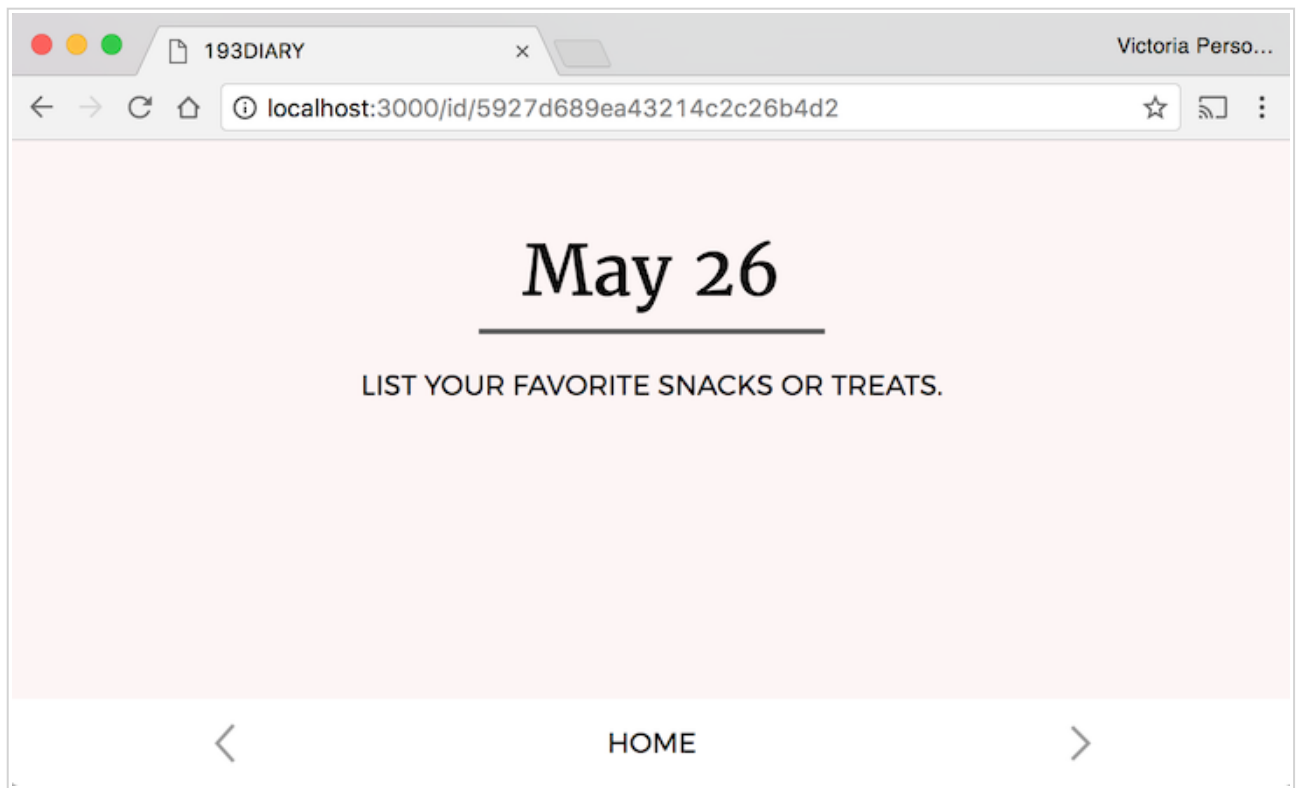 193DIARY
Victoria Perso...
localhost:3000/id/5927d689ea43214c2c26b4d2
May 26
LIST YOUR FAVORITE SNACKS OR TREATS.
HOME